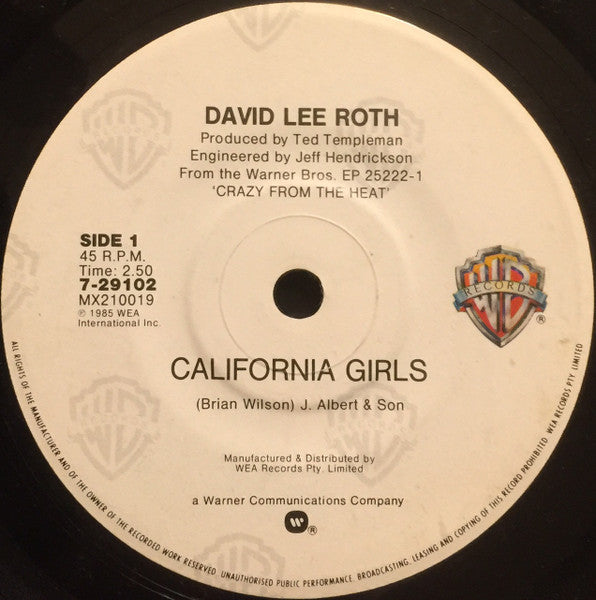 DAVID LEE ROTH
Produced by Ted Templeman
Engineered by Jeff Hendrickson
From the Warner Bros. EP 25222-1
'CRAZY FROM THE HEAT'
SIDE 1
45 R.P.M.
Time: 2.50
7-29102
MX210019
℗ 1985 WEA
International Inc.
WB
RECORDS
®
CALIFORNIA GIRLS
(Brian Wilson) J. Albert & Son
Manufactured & Distributed by
WEA Records Pty. Limited
a Warner Communications Company
®
ALL RIGHTS OF THE MANUFACTURER AND OF THE OWNER OF THE RECORDED WORK RESERVED. UNAUTHORISED PUBLIC PERFORMANCE. BROADCASTING. LEASING AND COPYING OF THIS RECORD PROHIBITED. WEA RECORDS PTY. LIMITED